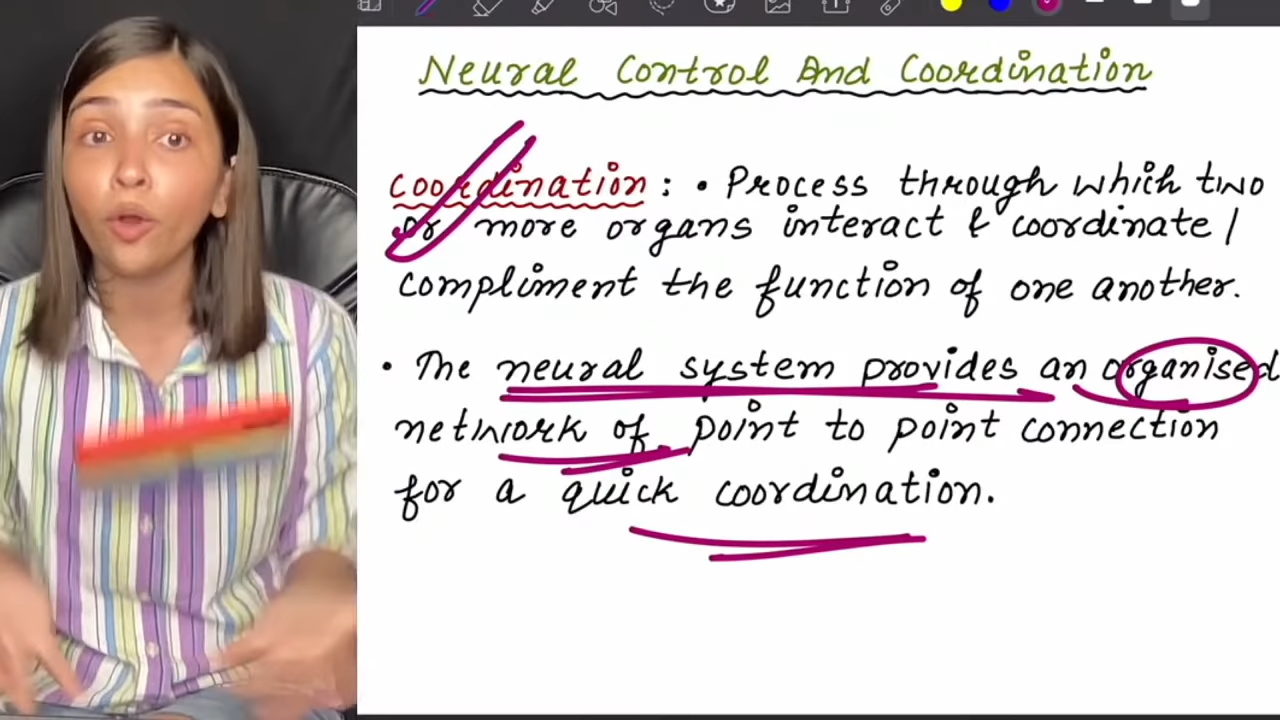 Neural Control And Coordination
Coordination : • Process through which two
or more organs interact & coordinate /
compliment the function of one another.
• The neural system provides an organised
network of point to point connection
for a quick coordination.